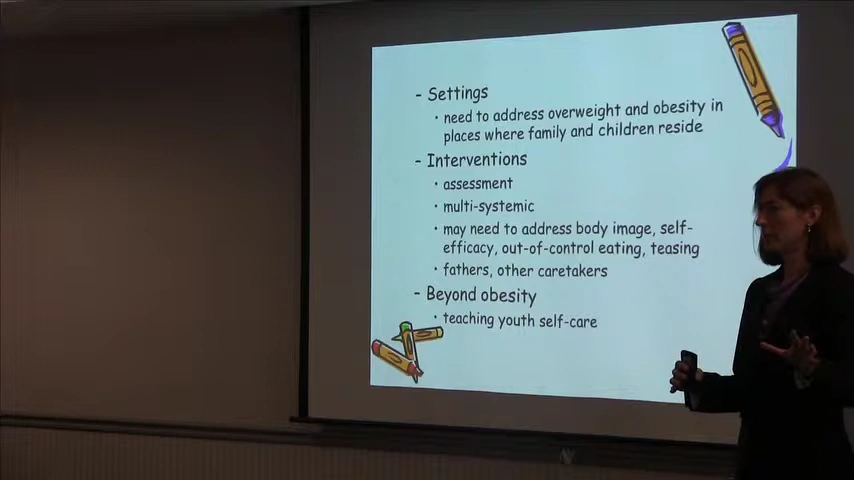 - Settings
• need to address overweight and obesity in
places where family and children reside
- Interventions
• assessment
• multi-systemic
• may need to address body image, self-
efficacy, out-of-control eating, teasing
• fathers, other caretakers
- Beyond obesity
• teaching youth self-care